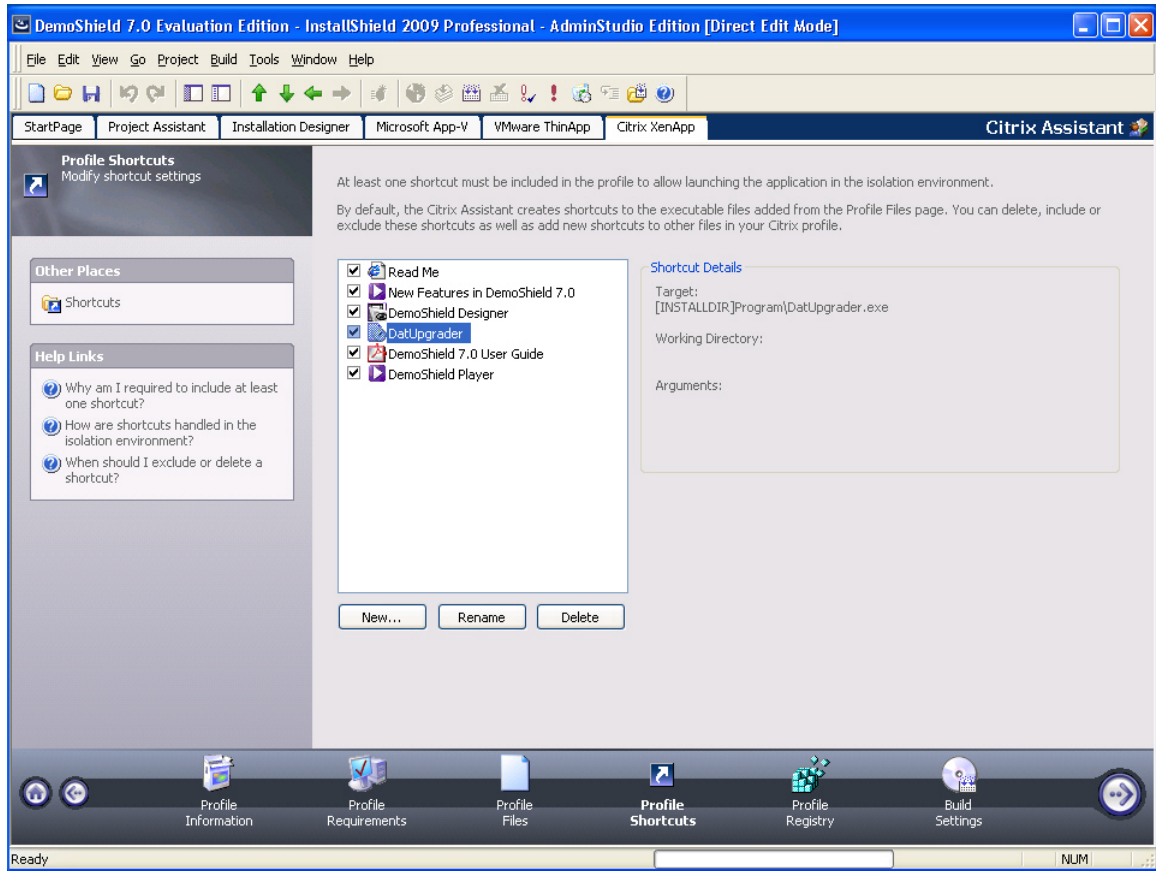 DemoShield 7.0 Evaluation Edition - InstallShield 2009 Professional - AdminStudio Edition [Direct Edit Mode]
File Edit View Go Project Build Tools Window Help
StartPage Project Assistant Installation Designer Microsoft App-V VMware ThinApp Citrix XenApp Citrix Assistant
Profile Shortcuts
Modify shortcut settings
At least one shortcut must be included in the profile to allow launching the application in the isolation environment.
By default, the Citrix Assistant creates shortcuts to the executable files added from the Profile Files page. You can delete, include or
exclude these shortcuts as well as add new shortcuts to other files in your Citrix profile.
Other Places
Shortcuts
Help Links
Why am I required to include at least
one shortcut?
How are shortcuts handled in the
isolation environment?
When should I exclude or delete a
shortcut?
Read Me
New Features in DemoShield 7.0
DemoShield Designer
DatUpgrader
DemoShield 7.0 User Guide
DemoShield Player
New... Rename Delete
Shortcut Details
Target:
[INSTALLDIR]Program\DatUpgrader.exe
Working Directory:
Arguments:
Profile
Information
Profile
Requirements
Profile
Files
Profile
Shortcuts
Profile
Registry
Build
Settings
Ready NUM